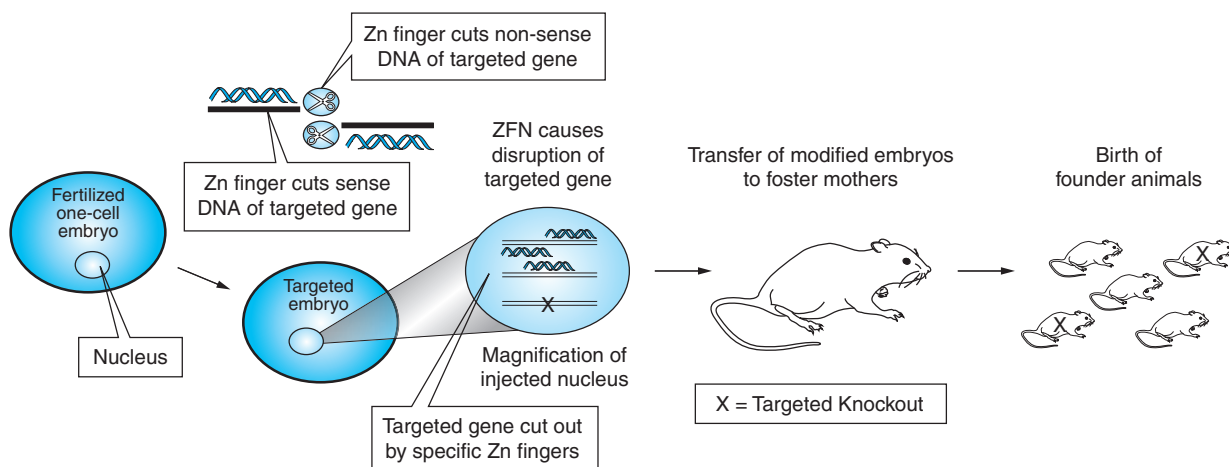 Zn finger cuts non-sense
DNA of targeted gene
Zn finger cuts sense
DNA of targeted gene
Fertilized
one-cell
embryo
Nucleus
Targeted
embryo
ZFN causes
disruption of
targeted gene
X
Magnification of
injected nucleus
Targeted gene cut out
by specific Zn fingers
Transfer of modified embryos
to foster mothers
X = Targeted Knockout
Birth of
founder animals
X
X